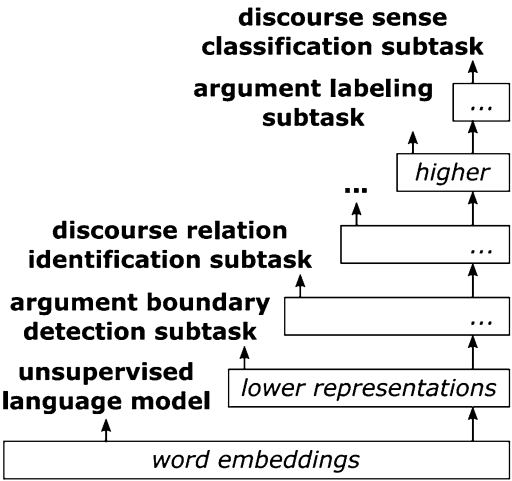 discourse sense
classification subtask
argument labeling
subtask
...
higher
...
discourse relation
identification subtask
...
argument boundary
detection subtask
...
unsupervised
language model
lower representations
word embeddings